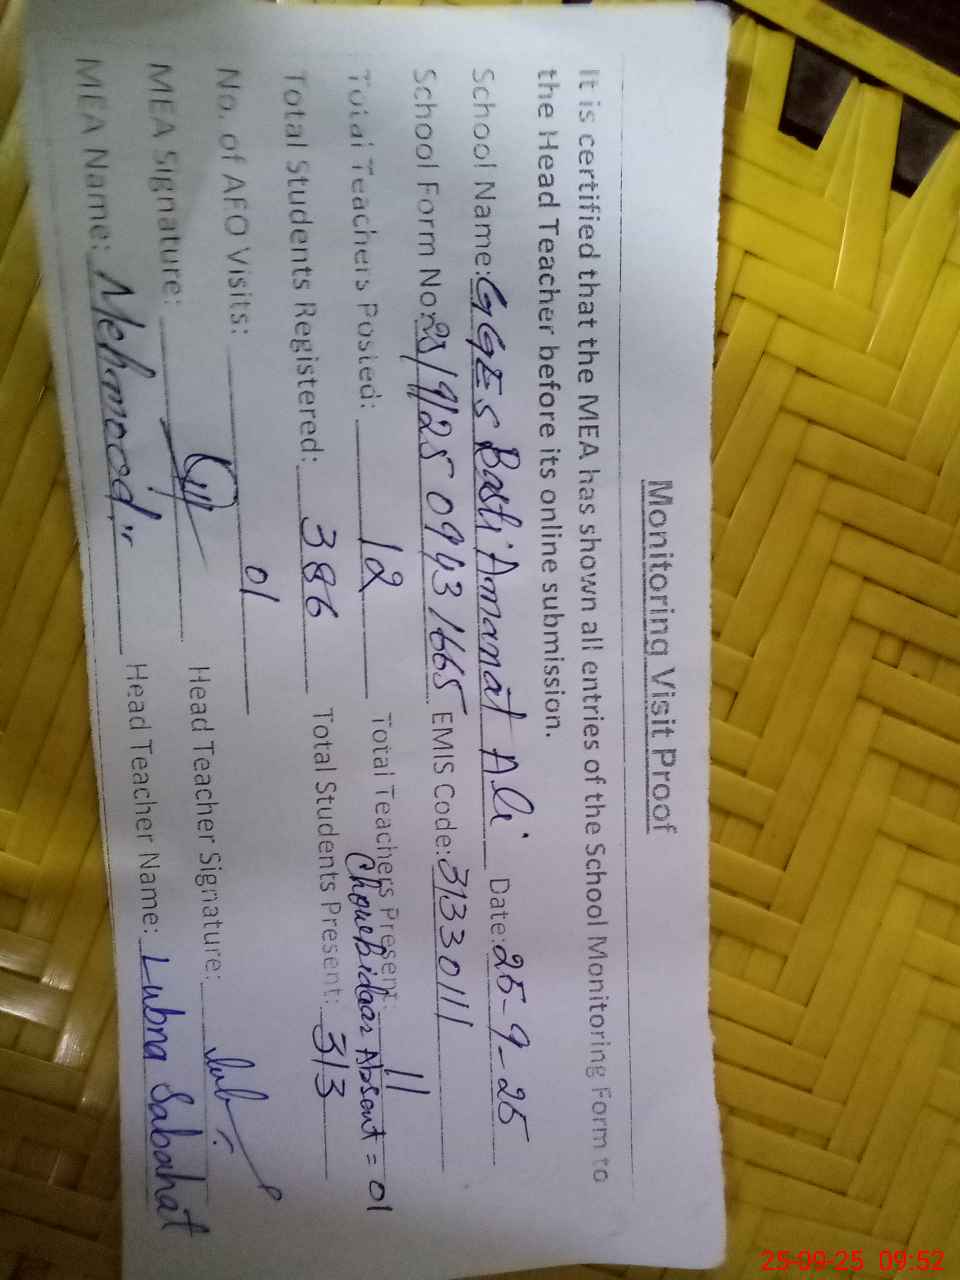 Monitoring Visit Proof
It is certified that the MEA has shown all entries of the School Monitoring Form to
the Head Teacher before its online submission.
School Name: GGES Basti Amanat Ali Date: 25-9-25
School Form No: 25/9/25 09431665 EMIS Code: 31330111
Total Teachers Posted: 12 Total Teachers Present: 11
Chowkidaar Absent = 01
Total Students Registered: 386 Total Students Present: 313
No. of AEO Visits: 01
MEA Signature: Head Teacher Signature: Lub
MEA Name: Mehmood Head Teacher Name: Lubna Sabahat
25-09-25 09:52